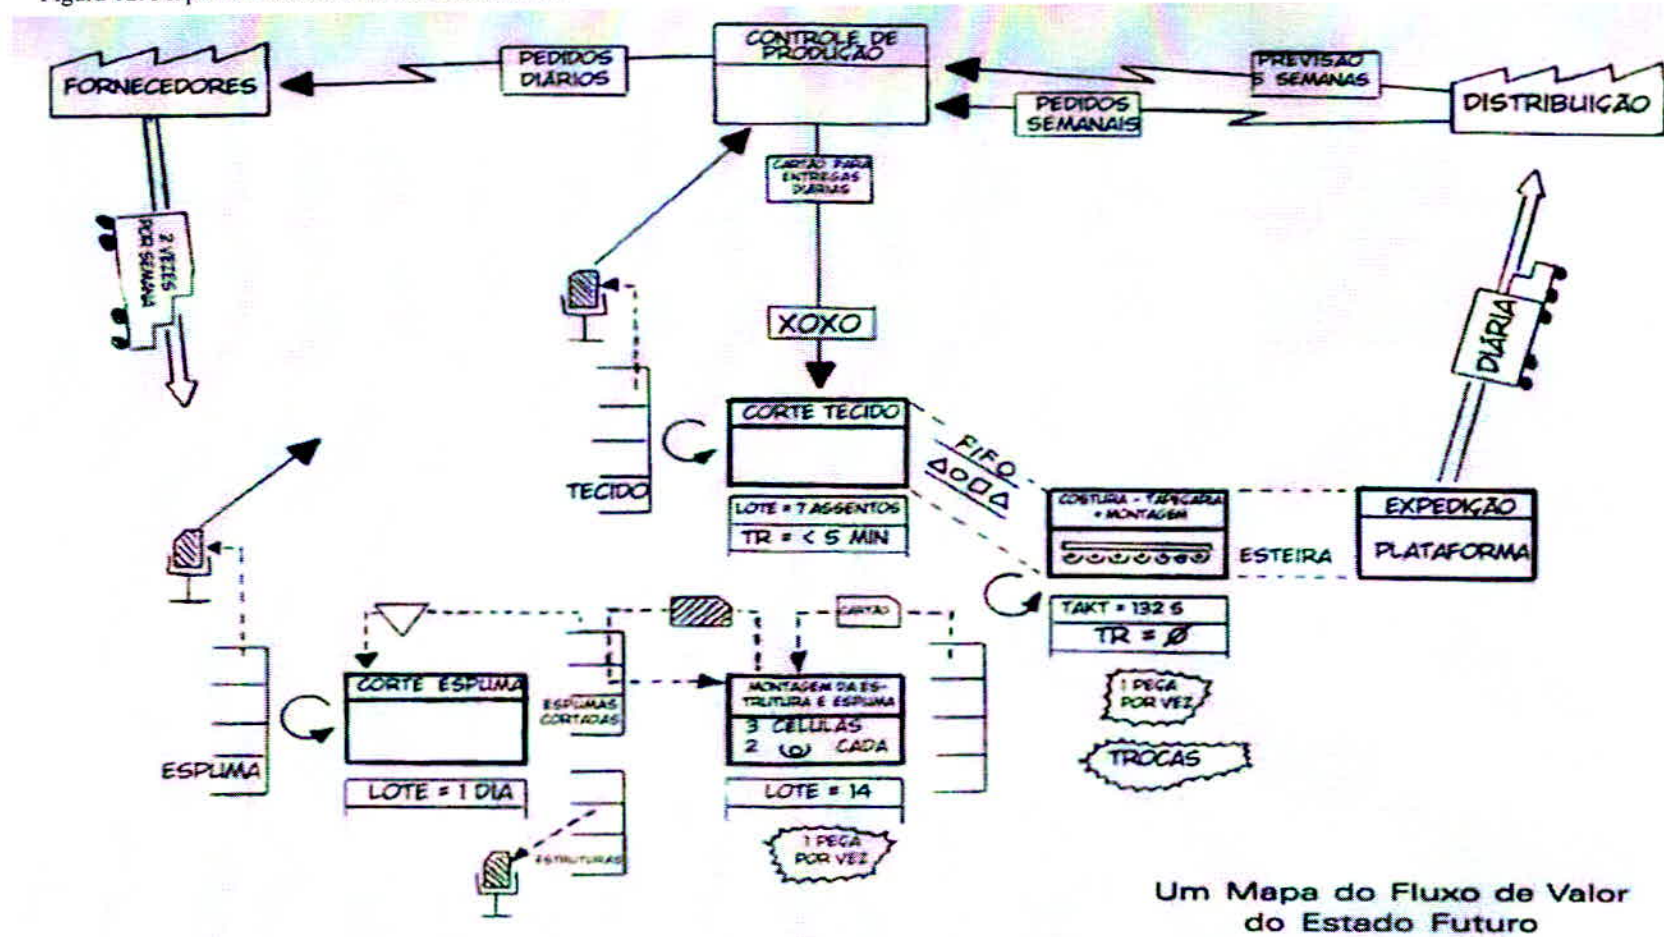 FORNECEDORES
PEDIDOS
DIÁRIOS
CONTROLE DE
PRODUÇÃO
PREVISÃO
5 SEMANAS
PEDIDOS
SEMANAIS
DISTRIBUIÇÃO
CARTÃO PARA
ENTREGAS
DIÁRIAS
2 VEZES
POR SEMANA
XOXO
DIÁRIA
CORTE TECIDO
LOTE = 7 ASSENTOS
TR = < 5 MIN
TECIDO
FIFO
COSTURA - TAPEÇARIA
+ MONTAGEM
ESTEIRA
EXPEDIÇÃO
PLATAFORMA
TAKT = 132 S
TR = Ø
1 PEÇA
POR VEZ
TROCAS
ESPUMA
CORTE ESPUMA
LOTE = 1 DIA
ESPUMAS
CORTADAS
ESTRUTURAS
CARTÃO
MONTAGEM DA ES-
TRUTURA E ESPUMA
3 CÉLULAS
2 CADA
LOTE = 14
1 PEÇA
POR VEZ
Um Mapa do Fluxo de Valor
do Estado Futuro